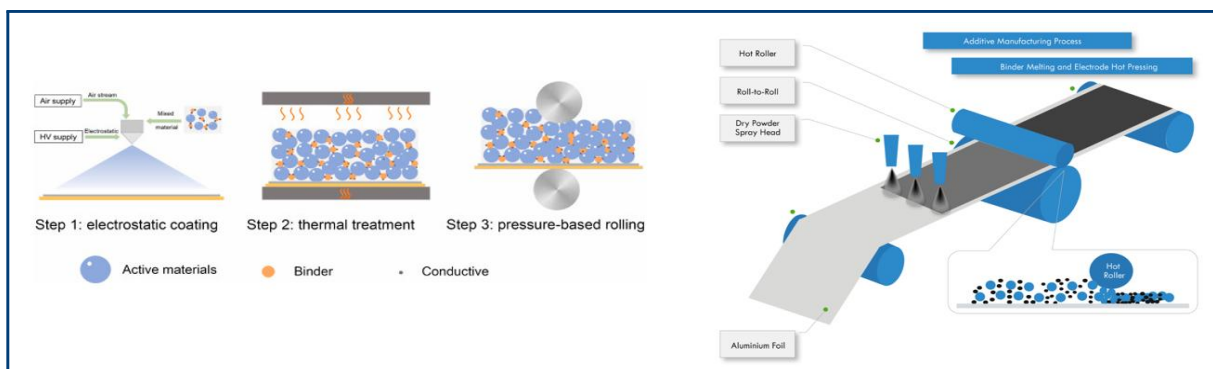 Air supply
Air stream
HV supply
Electrostatic
Mixed
material
Step 1: electrostatic coating
Step 2: thermal treatment
Step 3: pressure-based rolling
Active materials
Binder
Conductive
Additive Manufacturing Process
Binder Melting and Electrode Hot Pressing
Hot Roller
Roll-to-Roll
Dry Powder
Spray Head
Hot
Roller
Aluminium Foil